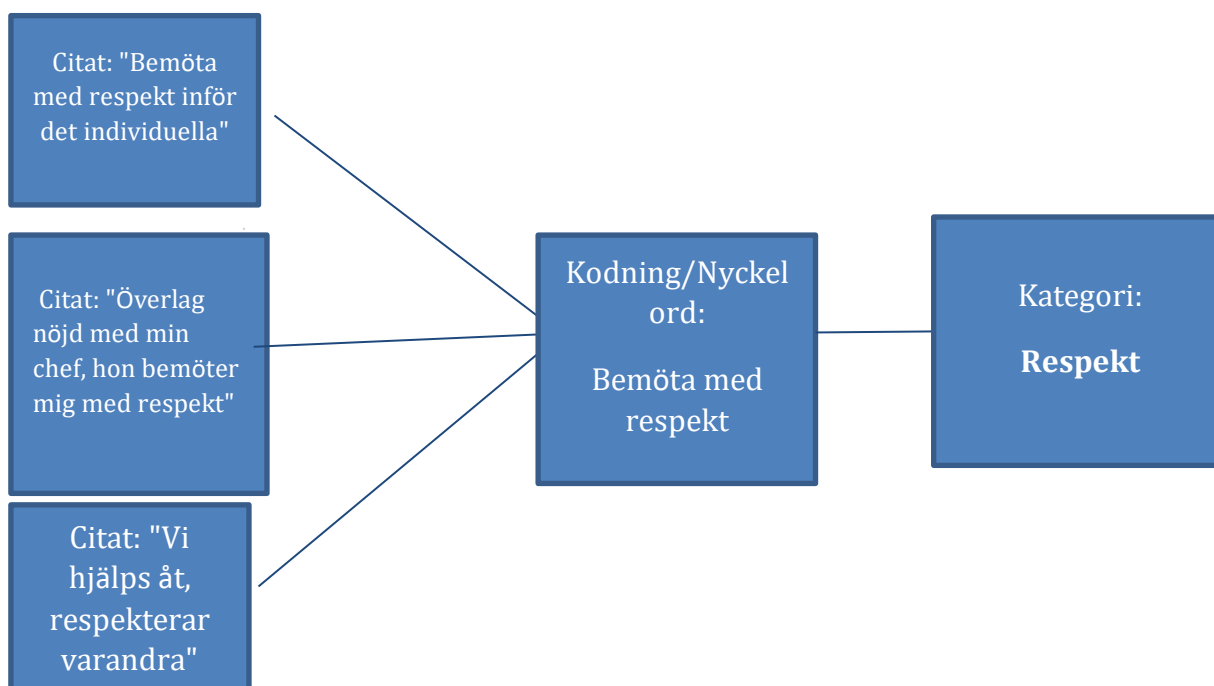 Citat: "Bemöta
med respekt inför
det individuella"
Citat: "Överlag
nöjd med min
chef, hon bemöter
mig med respekt"
Citat: "Vi
hjälps åt,
respekterar
varandra"
Kodning/Nyckel
ord:
Bemöta med
respekt
Kategori:
Respekt